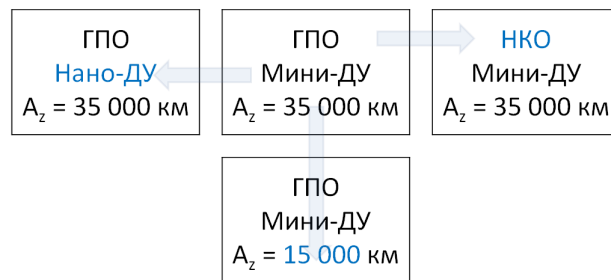 ГПО
Нано-ДУ
Az = 35 000 км
ГПО
Мини-ДУ
Az = 35 000 км
НКО
Мини-ДУ
Az = 35 000 км
ГПО
Мини-ДУ
Az = 15 000 км